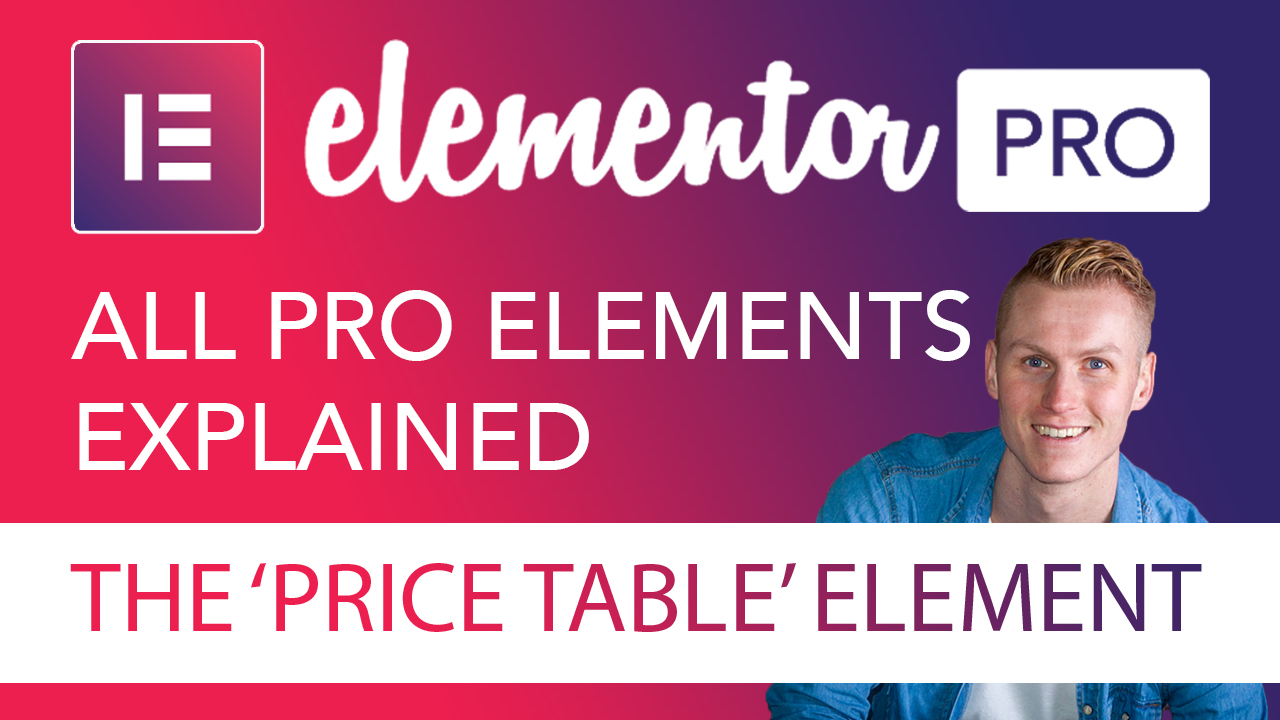 elementor PRO
ALL PRO ELEMENTS
EXPLAINED
THE ‘PRICE TABLE’ ELEMENT